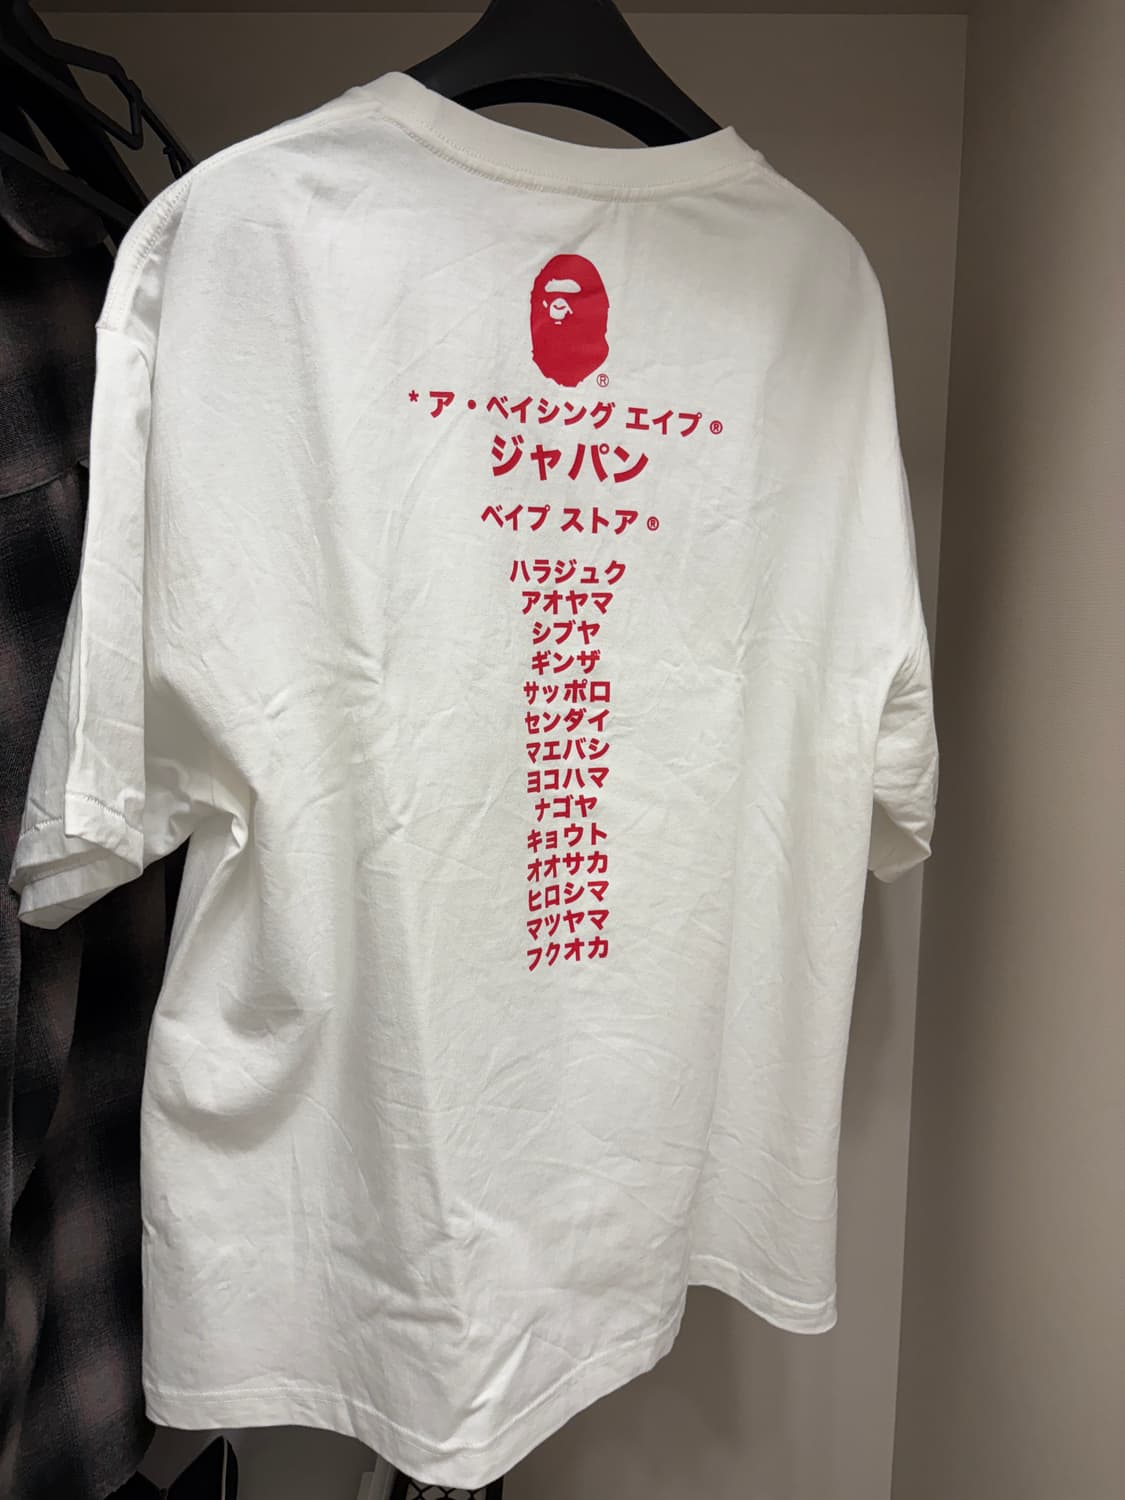 ®
* ア・ベイシング エイプ ®
ジャパン
ベイプ ストア ®
ハラジュク
アオヤマ
シブヤ
ギンザ
サッポロ
センダイ
マエバシ
ヨコハマ
ナゴヤ
キョウト
オオサカ
ヒロシマ
マツヤマ
フクオカ